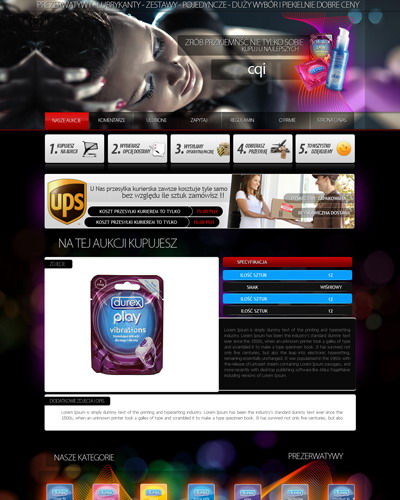 PREZERWATYWY - LUBRYKANTY - ZESTAWY - POJEDYNCZE - DUŻY WYBÓR I PIEKIELNIE DOBRE CENY
ZRÓB PRZYJEMNŚC NIE TYLKO SOBIE
KUPUJ U NAJLEPSZYCH
cqi
NASZE AUKCJE KOMENTARZE ULUBIONE ZAPYTAJ REGULAMIN O FIRMIE STRONA O NAS
1. KUPUJESZ NA AUKCJI
2. WYBIERASZ OPCJĘ DOSTAWY
3. WYSYŁAMY
4. ODBIERASZ PRZESYŁKĘ
5. TO WSZYSTKO DZIĘKUJEMY
ups
U Nas przesyłka kurierska zawsze kosztuje tyle samo
bez względu ile sztuk zamówisz !!
KOSZT PRZESYŁKI KURIEREM TO TYLKO 15,00 PLN
KOSZT PRZESYŁKI KURIEREM TO TYLKO 15,00 PLN
BŁYSKAWICZNA DOSTAWA
NA TEJ AUKCJI KUPUJESZ
ZDJĘCIE
durex
play
vibrations
SPECYFIKACJA
ILOŚĆ SZTUK 12
SMAK WIŚNIOWY
ILOŚĆ SZTUK 12
ILOŚĆ SZTUK 12
Lorem Ipsum is simply dummy text of the printing and typesetting industry. Lorem Ipsum has been the industry's standard dummy text ever since the 1500s, when an unknown printer took a galley of type and scrambled it to make a type specimen book. It has survived not only five centuries, but also the leap into electronic typesetting, remaining essentially unchanged. It was popularised in the 1960s with the release of Letraset sheets containing Lorem Ipsum passages, and more recently with desktop publishing software like Aldus PageMaker including versions of Lorem Ipsum.
DODATKOWE ZDJĘCIA I OPIS
Lorem Ipsum is simply dummy text of the printing and typesetting industry. Lorem Ipsum has been the industry's standard dummy text ever since the 1500s, when an unknown printer took a galley of type and scrambled it to make a type specimen book. It has survived not only five centuries, but also
NASZE KATEGORIE
PREZERWATYWY